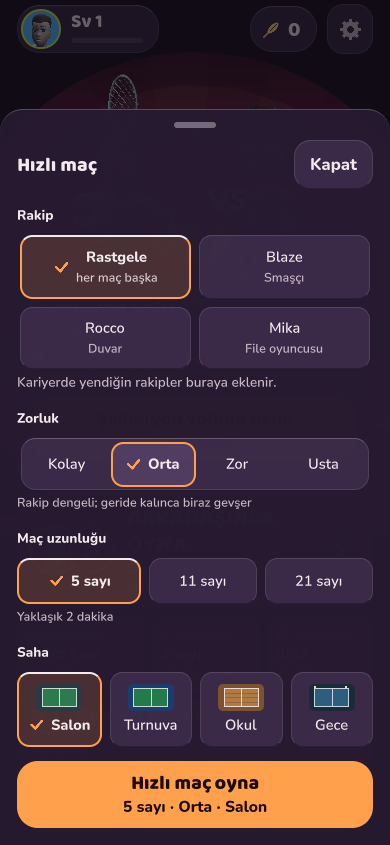 Sv 1
0
Hızlı maç
Kapat
Rakip
Rastgele
her maç başka
Blaze
Smaşçı
Rocco
Duvar
Mika
File oyuncusu
Kariyerde yendiğin rakipler buraya eklenir.
Zorluk
Kolay
Orta
Zor
Usta
Rakip dengeli; geride kalınca biraz gevşer
Maç uzunluğu
5 sayı
11 sayı
21 sayı
Yaklaşık 2 dakika
Saha
Salon
Turnuva
Okul
Gece
Hızlı maç oyna
5 sayı · Orta · Salon